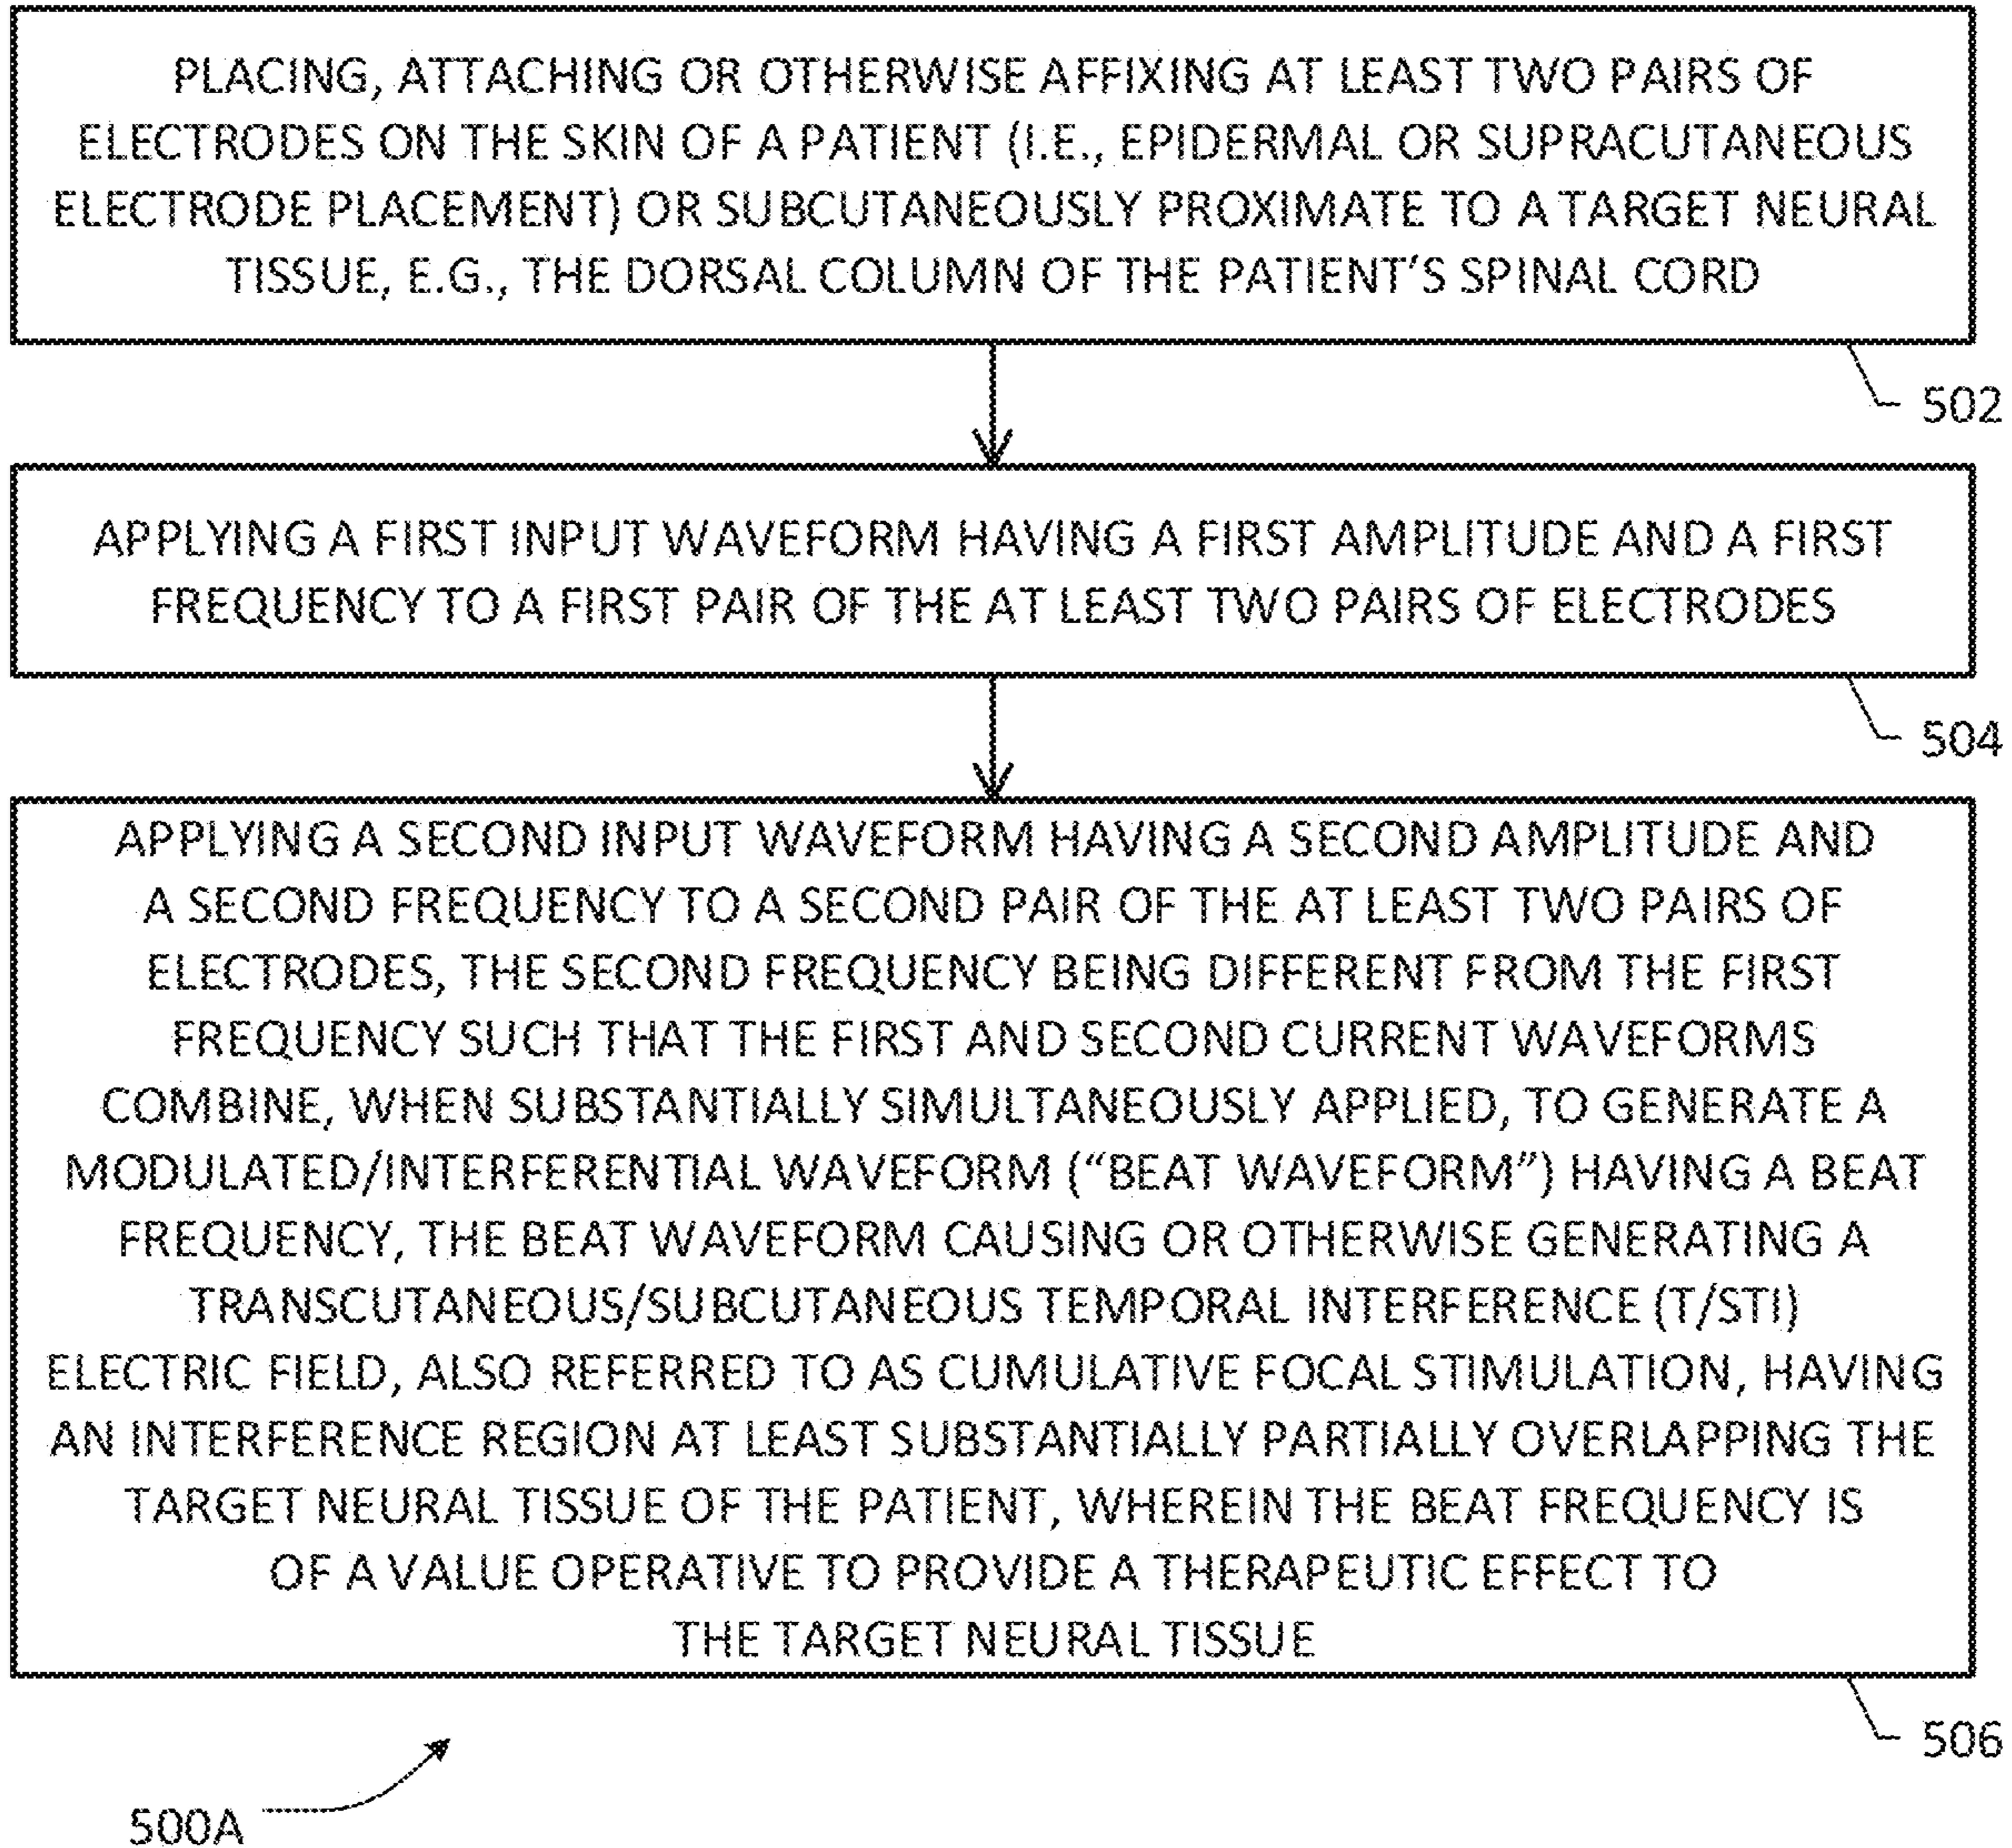 PLACING, ATTACHING OR OTHERWISE AFFIXING AT LEAST TWO PAIRS OF
ELECTRODES ON THE SKIN OF A PATIENT (I.E., EPIDERMAL OR SUPRACUTANEOUS
ELECTRODE PLACEMENT) OR SUBCUTANEOUSLY PROXIMATE TO A TARGET NEURAL
TISSUE, E.G., THE DORSAL COLUMN OF THE PATIENT'S SPINAL CORD
502
APPLYING A FIRST INPUT WAVEFORM HAVING A FIRST AMPLITUDE AND A FIRST
FREQUENCY TO A FIRST PAIR OF THE AT LEAST TWO PAIRS OF ELECTRODES
504
APPLYING A SECOND INPUT WAVEFORM HAVING A SECOND AMPLITUDE AND
A SECOND FREQUENCY TO A SECOND PAIR OF THE AT LEAST TWO PAIRS OF
ELECTRODES, THE SECOND FREQUENCY BEING DIFFERENT FROM THE FIRST
FREQUENCY SUCH THAT THE FIRST AND SECOND CURRENT WAVEFORMS
COMBINE, WHEN SUBSTANTIALLY SIMULTANEOUSLY APPLIED, TO GENERATE A
MODULATED/INTERFERENTIAL WAVEFORM ("BEAT WAVEFORM") HAVING A BEAT
FREQUENCY, THE BEAT WAVEFORM CAUSING OR OTHERWISE GENERATING A
TRANSCUTANEOUS/SUBCUTANEOUS TEMPORAL INTERFERENCE (T/STI)
ELECTRIC FIELD, ALSO REFERRED TO AS CUMULATIVE FOCAL STIMULATION, HAVING
AN INTERFERENCE REGION AT LEAST SUBSTANTIALLY PARTIALLY OVERLAPPING THE
TARGET NEURAL TISSUE OF THE PATIENT, WHEREIN THE BEAT FREQUENCY IS
OF A VALUE OPERATIVE TO PROVIDE A THERAPEUTIC EFFECT TO
THE TARGET NEURAL TISSUE
506
500A